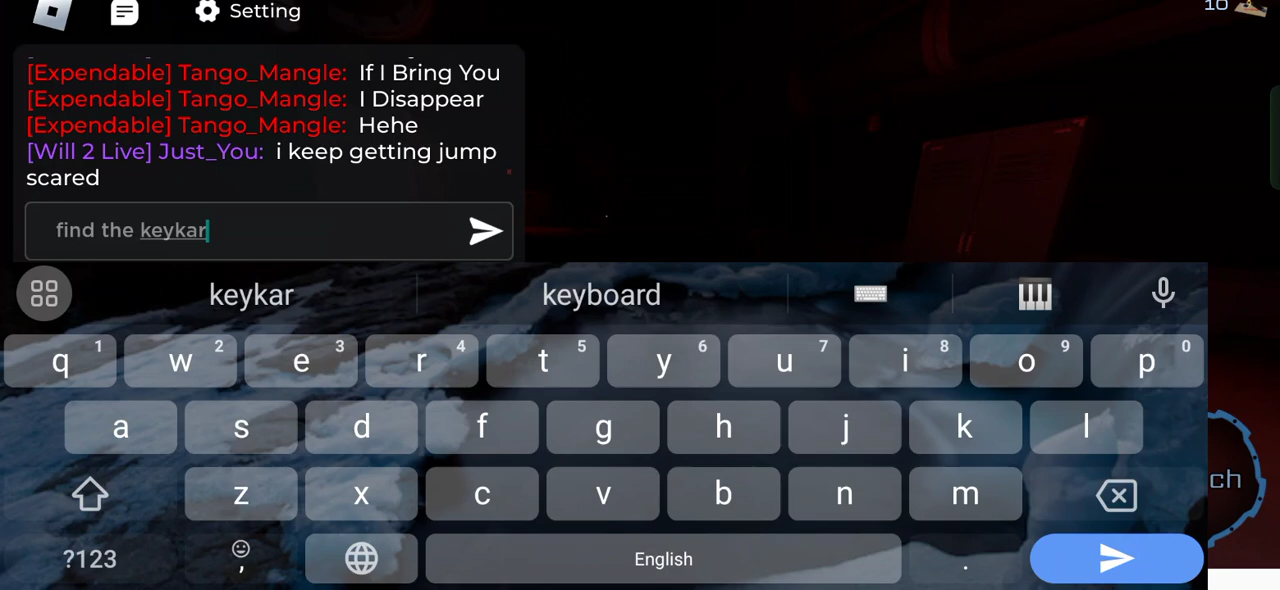 10
Setting
[Expendable] Tango_Mangle: If I Bring You
[Expendable] Tango_Mangle: I Disappear
[Expendable] Tango_Mangle: Hehe
[Will 2 Live] Just_You: i keep getting jump
scared
find the keykar
keykar keyboard
q 1 w 2 e 3 r 4 t 5 y 6 u 7 i 8 o 9 p 0
a s d f g h j k l
z x c v b n m
ch
?123 , English .